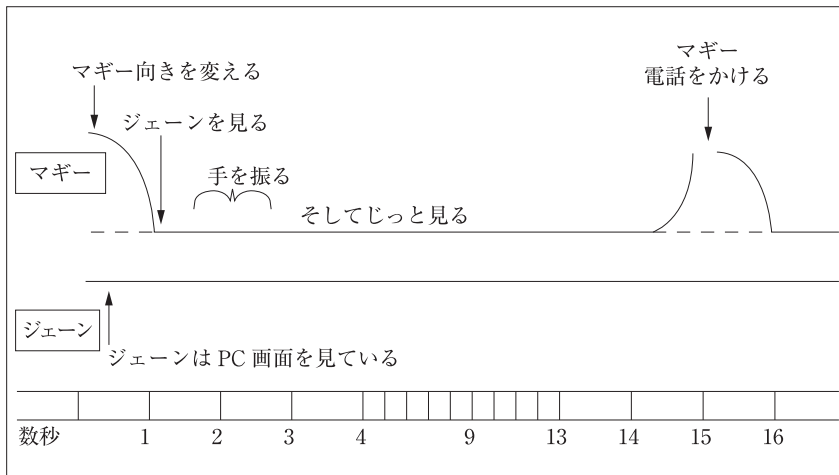 マギー向きを変える
マギー
電話をかける
ジェーンを見る
マギー
手を振る
そしてじっと見る
ジェーン
ジェーンは PC 画面を見ている
数秒 1 2 3 4 9 13 14 15 16